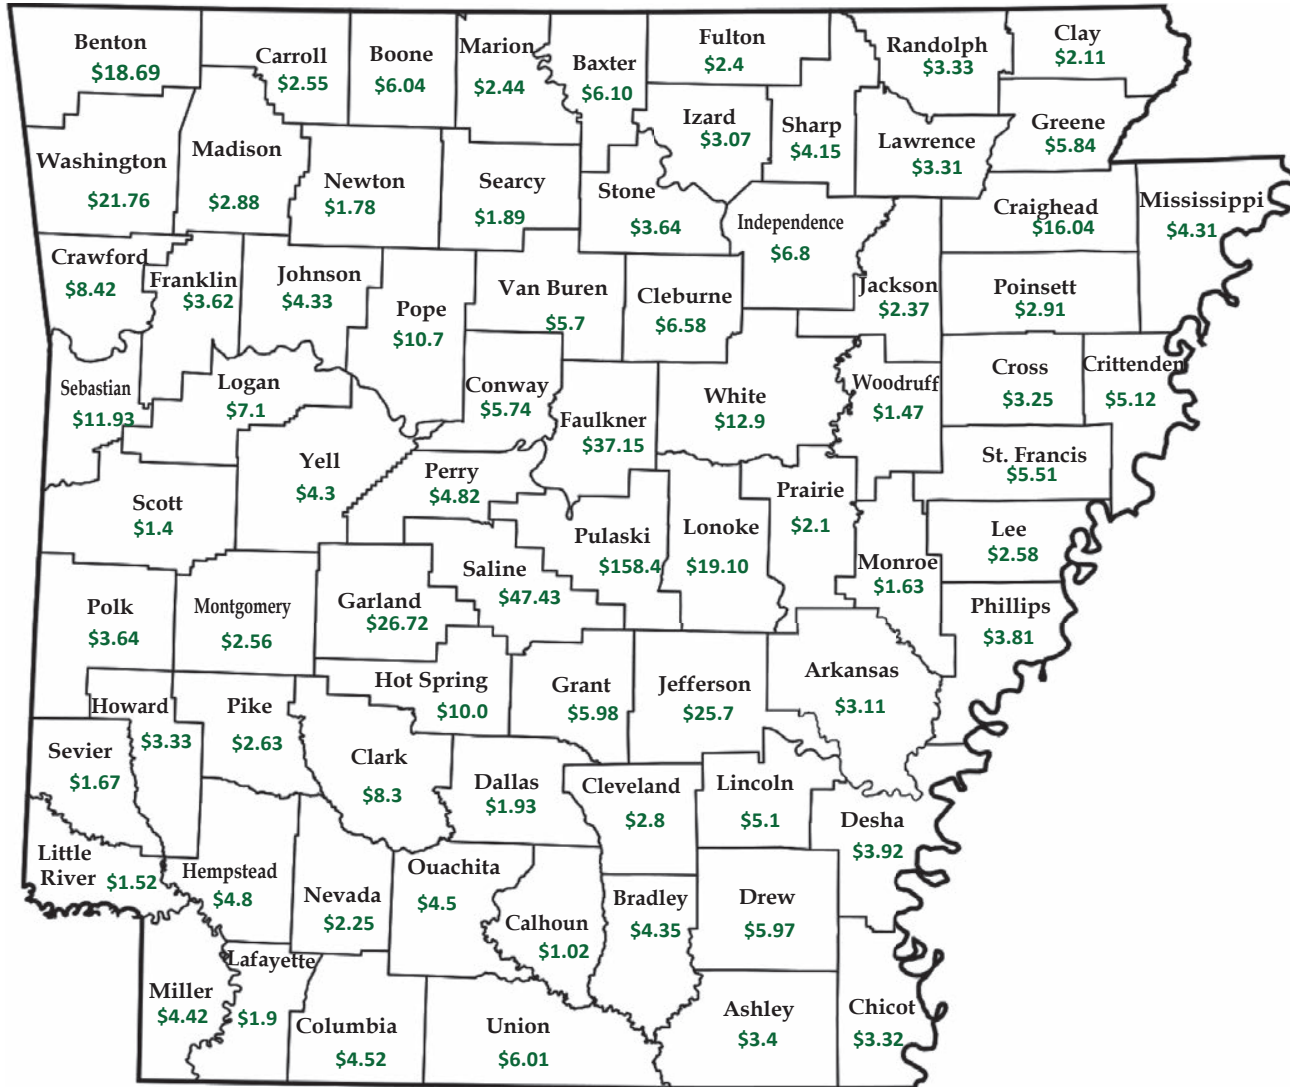 Benton
$18.69
Carroll
$2.55
Boone
$6.04
Marion
$2.44
Baxter
$6.10
Fulton
$2.4
Randolph
$3.33
Clay
$2.11
Izard
$3.07
Sharp
$4.15
Lawrence
$3.31
Greene
$5.84
Washington
$21.76
Madison
$2.88
Newton
$1.78
Searcy
$1.89
Stone
$3.64
Independence
$6.8
Craighead
$16.04
Mississippi
$4.31
Crawford
$8.42
Franklin
$3.62
Johnson
$4.33
Pope
$10.7
Van Buren
$5.7
Cleburne
$6.58
Jackson
$2.37
Poinsett
$2.91
Sebastian
$11.93
Logan
$7.1
Conway
$5.74
Faulkner
$37.15
White
$12.9
Woodruff
$1.47
Cross
$3.25
Crittenden
$5.12
Scott
$1.4
Yell
$4.3
Perry
$4.82
Pulaski
$158.4
Lonoke
$19.10
Prairie
$2.1
St. Francis
$5.51
Lee
$2.58
Monroe
$1.63
Phillips
$3.81
Polk
$3.64
Montgomery
$2.56
Garland
$26.72
Saline
$47.43
Hot Spring
$10.0
Grant
$5.98
Jefferson
$25.7
Arkansas
$3.11
Howard
$3.33
Pike
$2.63
Sevier
$1.67
Clark
$8.3
Dallas
$1.93
Cleveland
$2.8
Lincoln
$5.1
Desha
$3.92
Little
River
$1.52
Hempstead
$4.8
Nevada
$2.25
Ouachita
$4.5
Calhoun
$1.02
Bradley
$4.35
Drew
$5.97
Miller
$4.42
Lafayette
$1.9
Columbia
$4.52
Union
$6.01
Ashley
$3.4
Chicot
$3.32